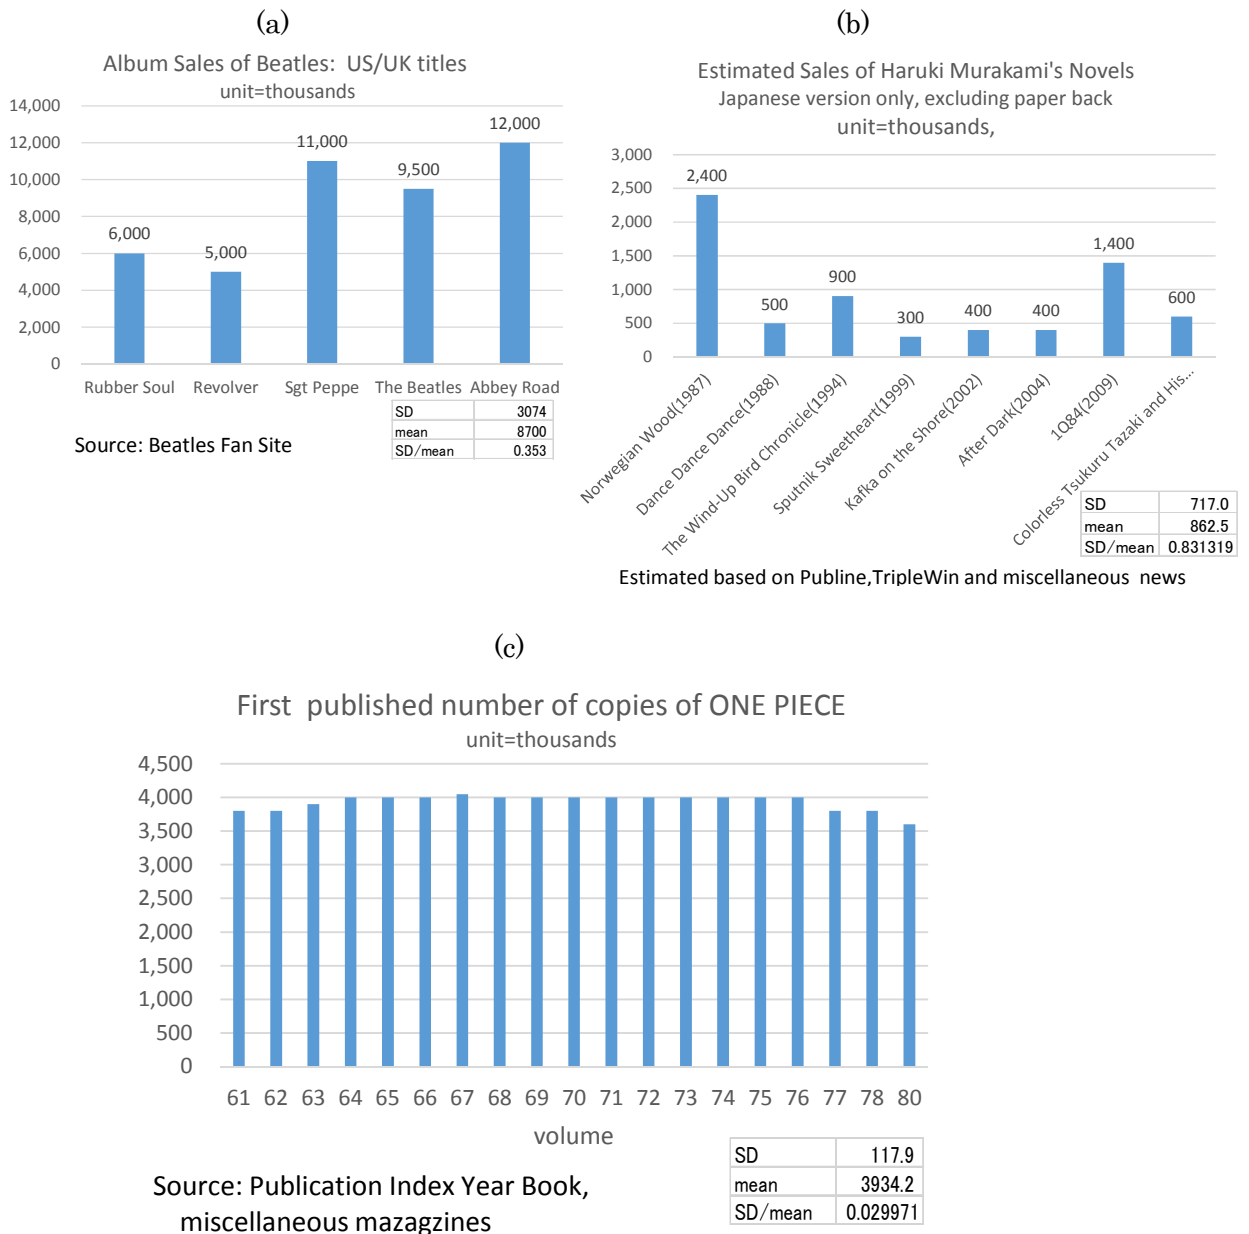 (a)
Album Sales of Beatles:  US/UK titles
unit=thousands
14,000
12,000
10,000
8,000
6,000
4,000
2,000
0
6,000
5,000
11,000
9,500
12,000
Rubber Soul
Revolver
Sgt Peppe
The Beatles
Abbey Road
SD 3074
mean 8700
SD/mean 0.353
Source: Beatles Fan Site
(b)
Estimated Sales of Haruki Murakami's Novels
Japanese version only, excluding paper back
unit=thousands,
3,000
2,500
2,000
1,500
1,000
500
0
2,400
500
900
300
400
400
1,400
600
Norwegian Wood(1987)
Dance Dance Dance(1988)
The Wind-Up Bird Chronicle(1994)
Sputnik Sweetheart(1999)
Kafka on the Shore(2002)
After Dark(2004)
1Q84(2009)
Colorless Tsukuru Tazaki and His…
SD 717.0
mean 862.5
SD/mean 0.831319
Estimated based on Publine,TripleWin and miscellaneous  news
(c)
First  published number of copies of ONE PIECE
unit=thousands
4,500
4,000
3,500
3,000
2,500
2,000
1,500
1,000
500
0
61 62 63 64 65 66 67 68 69 70 71 72 73 74 75 76 77 78 80
volume
SD 117.9
mean 3934.2
SD/mean 0.029971
Source: Publication Index Year Book,
miscellaneous mazagzines